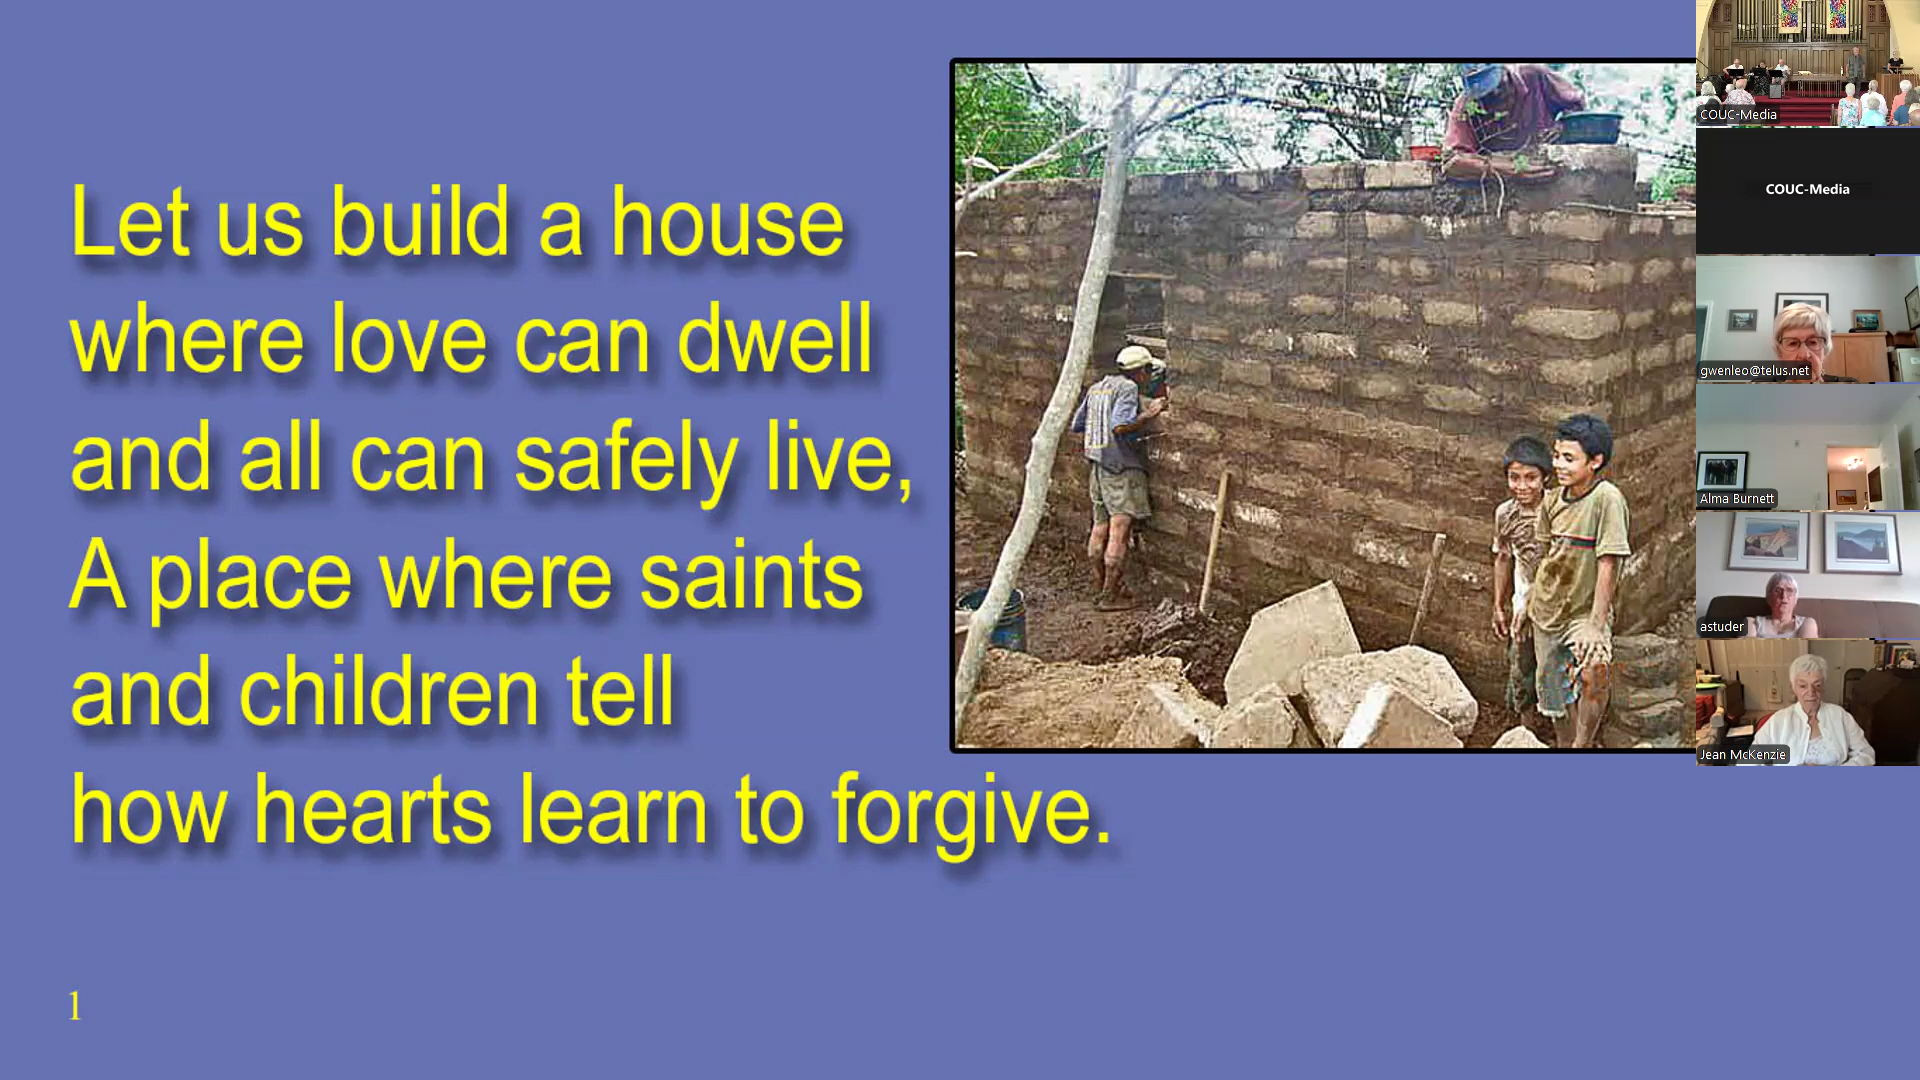 Let us build a house
where love can dwell
and all can safely live,
A place where saints
and children tell
how hearts learn to forgive.
1
COUC-Media
COUC-Media
gwenleo@telus.net
Alma Burnett
astuder
Jean McKenzie